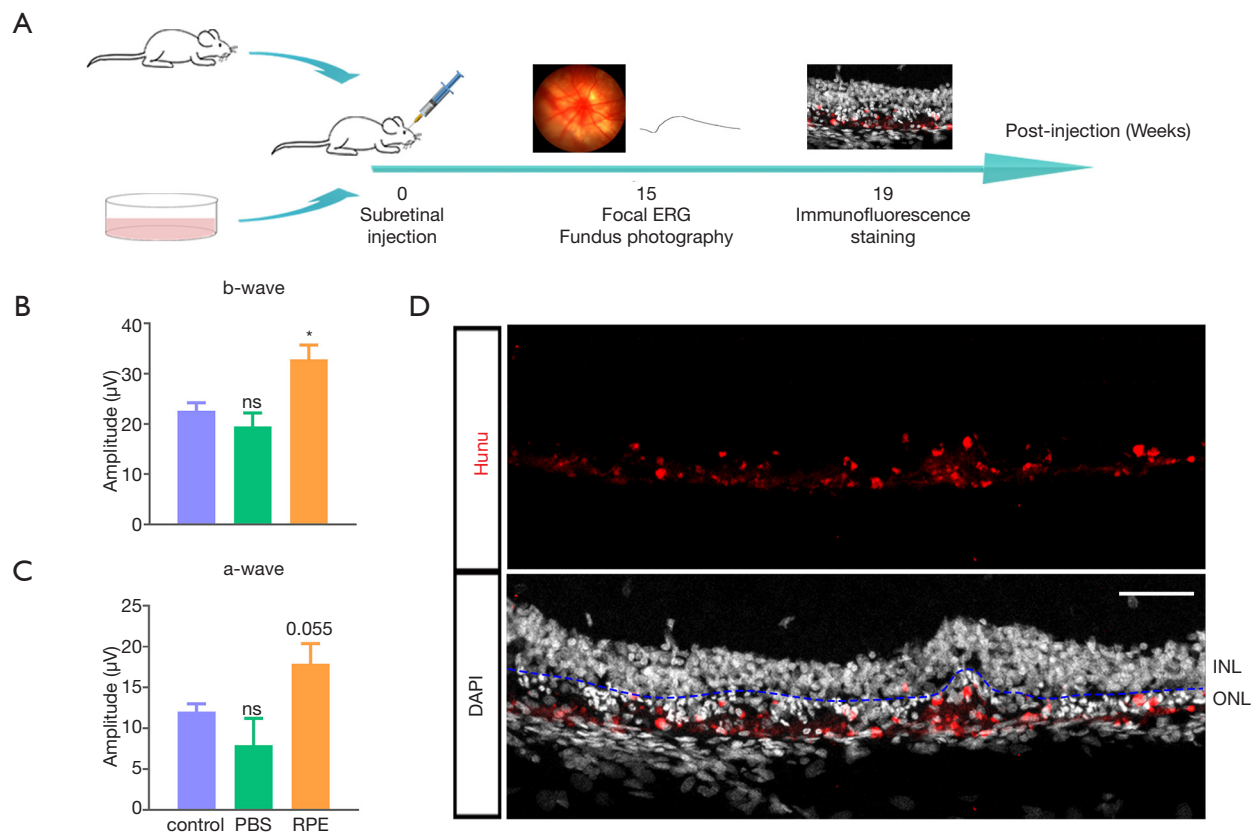 A
Post-injection (Weeks)
0
Subretinal
injection
15
Focal ERG
Fundus photography
19
Immunofluorescence
staining
B
b-wave
Amplitude (µV)
40
30
20
10
0
ns
*
C
a-wave
Amplitude (µV)
25
20
15
10
5
0
ns
0.055
control PBS RPE
D
Hunu
DAPI
INL
ONL